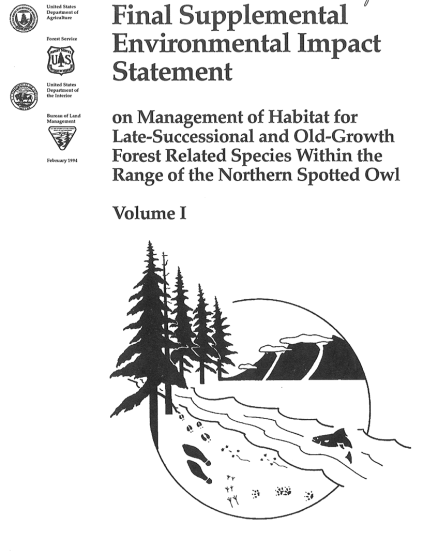 United States
Department of
Agriculture
Forest Service
UAS
United States
Department of
the Interior
Bureau of Land
Management
February 1994
Final Supplemental
Environmental Impact
Statement
on Management of Habitat for
Late-Successional and Old-Growth
Forest Related Species Within the
Range of the Northern Spotted Owl
Volume I